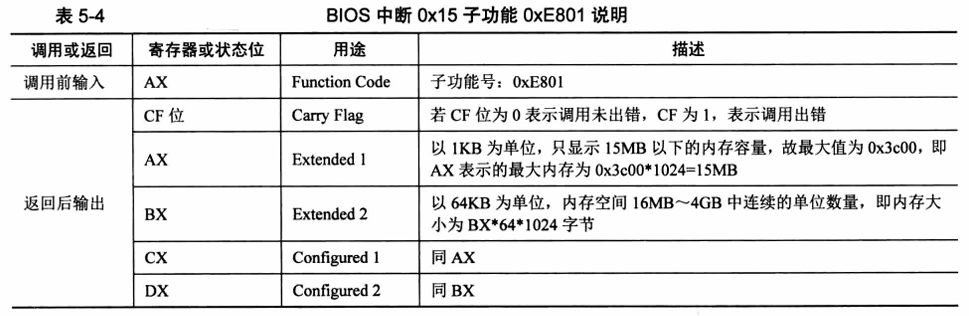 表 5-4 BIOS 中断 0x15 子功能 0xE801 说明
调用或返回 寄存器或状态位 用途 描述
调用前输入 AX Function Code 子功能号：0xE801
返回后输出 CF 位 Carry Flag 若 CF 位为 0 表示调用未出错，CF 为 1，表示调用出错
AX Extended 1 以 1KB 为单位，只显示 15MB 以下的内存容量，故最大值为 0x3c00，即
AX 表示的最大内存为 0x3c00*1024=15MB
BX Extended 2 以 64KB 为单位，内存空间 16MB～4GB 中连续的单位数量，即内存大
小为 BX*64*1024 字节
CX Configured 1 同 AX
DX Configured 2 同 BX